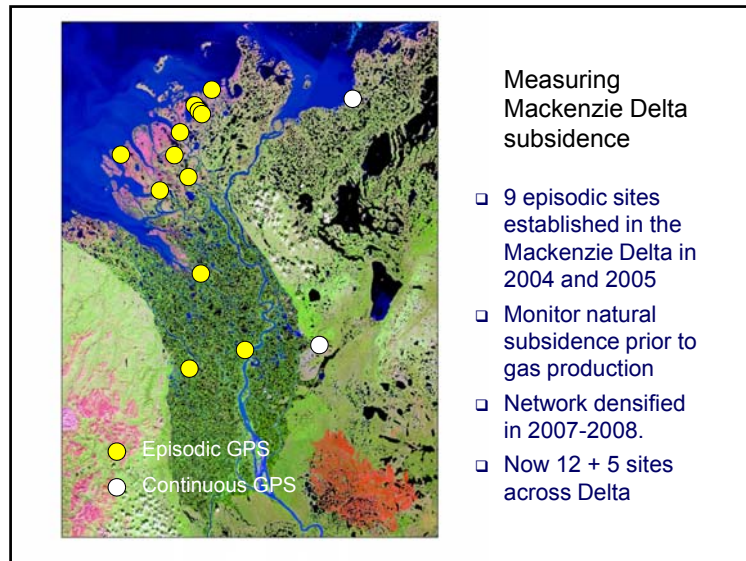 Measuring
Mackenzie Delta
subsidence
❑ 9 episodic sites
established in the
Mackenzie Delta in
2004 and 2005
❑ Monitor natural
subsidence prior to
gas production
❑ Network densified
in 2007-2008.
❑ Now 12 + 5 sites
across Delta
Episodic GPS
Continuous GPS